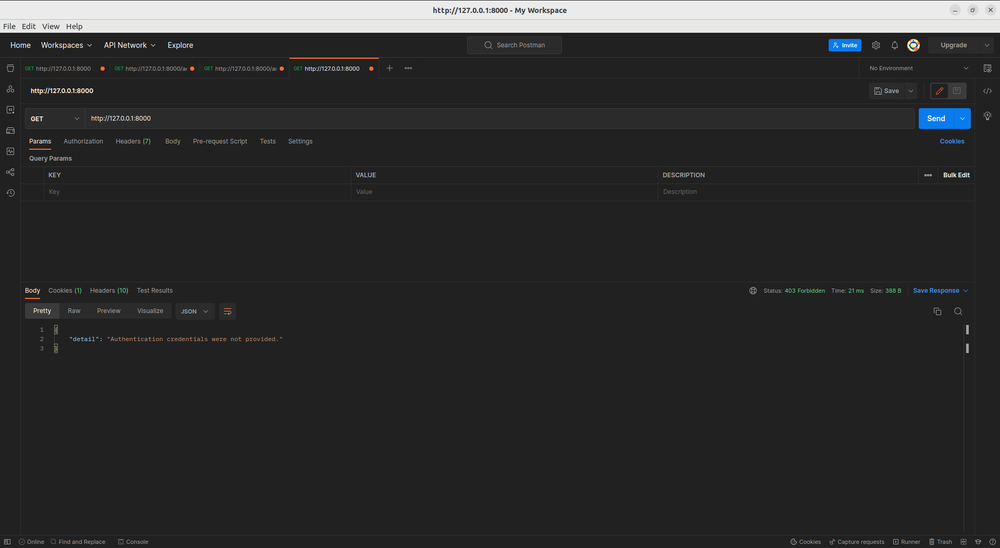 http://127.0.0.1:8000 - My Workspace
File Edit View Help
Home Workspaces API Network Explore Search Postman Invite Upgrade
GET http://127.0.0.1:8000 GET http://127.0.0.1:8000/a GET http://127.0.0.1:8000/a GET http://127.0.0.1:8000 No Environment
http://127.0.0.1:8000 Save
GET http://127.0.0.1:8000 Send
Params Authorization Headers (7) Body Pre-request Script Tests Settings Cookies
Query Params
KEY VALUE DESCRIPTION Bulk Edit
Key Value Description
Body Cookies (1) Headers (10) Test Results Status: 403 Forbidden Time: 21 ms Size: 388 B Save Response
Pretty Raw Preview Visualize JSON
1 {
2 "detail": "Authentication credentials were not provided."
3 }
Online Find and Replace Console Cookies Capture requests Runner Trash